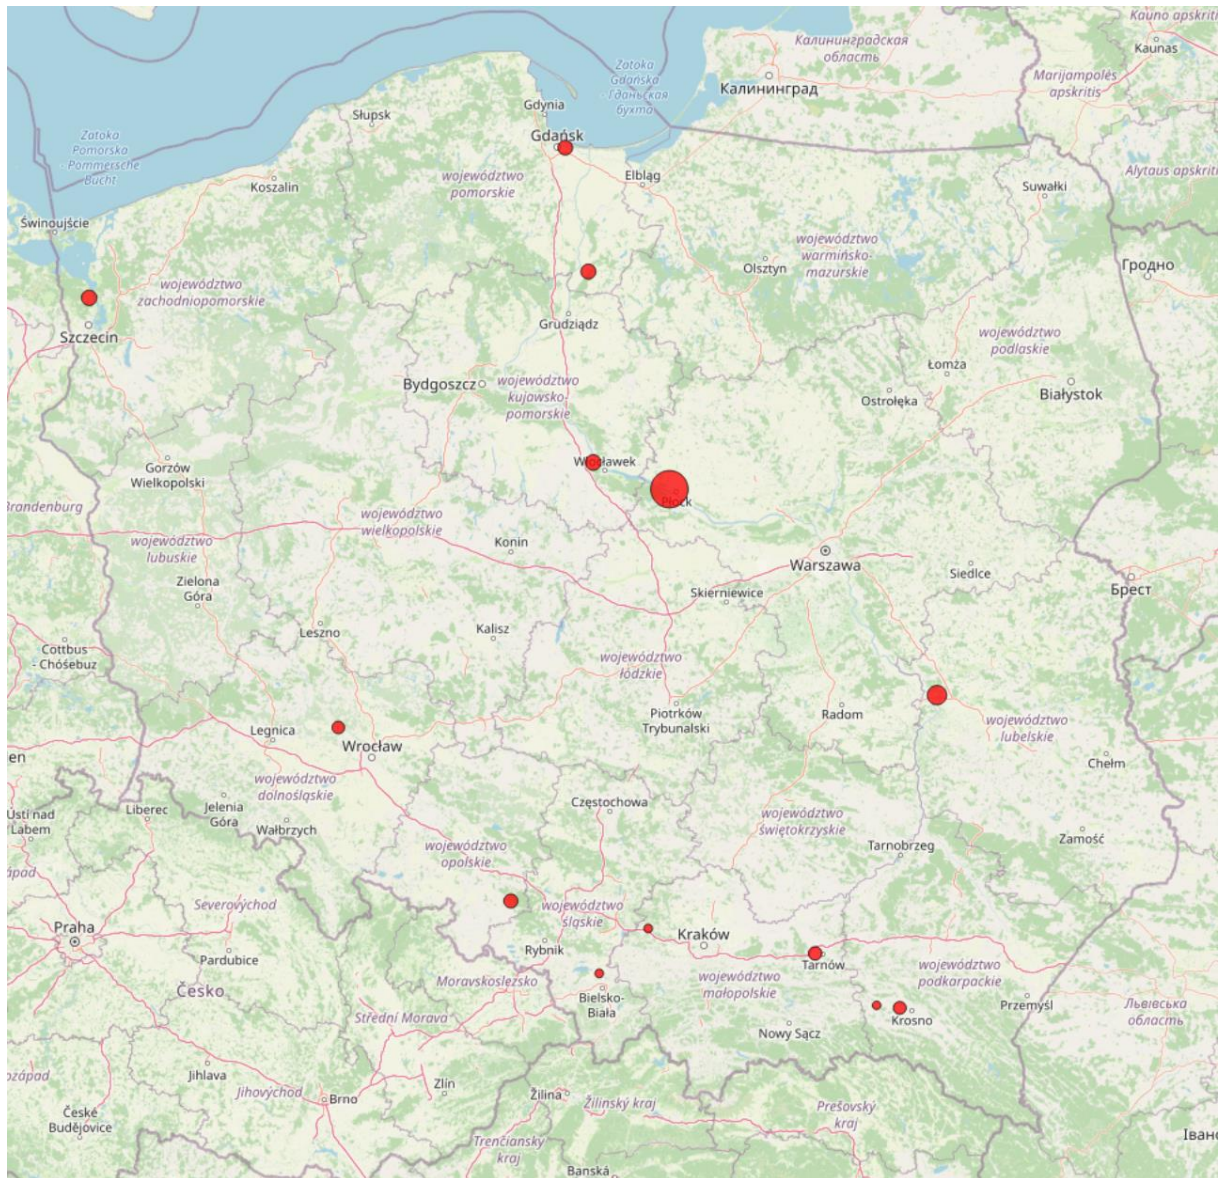 Kauno apskriti
Kaunas
Калининградская
область
Marijampolės
apskritis
Zatoka
Gdańska
- Гданьская
бухта
Калининград
Gdynia
Słupsk
Gdańsk
Zatoka
Pomorska
- Pommersche
Bucht
Koszalin
województwo
pomorskie
Elbląg
Suwałki
Alytaus apskriti
Świnoujście
województwo
warmińsko-
mazurskie
Olsztyn
Гродно
województwo
zachodniopomorskie
Szczecin
Grudziądz
województwo
podlaskie
Łomża
Białystok
Ostrołęka
Bydgoszcz
województwo
kujawsko-
pomorskie
Gorzów
Wielkopolski
Włocławek
Płock
Brandenburg
województwo
wielkopolskie
województwo
lubuskie
Konin
Warszawa
Siedlce
Брест
Zielona
Góra
Skierniewice
Leszno
Kalisz
Cottbus
- Chóśebuz
województwo
łódzkie
Piotrków
Trybunalski
Radom
województwo
lubelskie
Legnica
Wrocław
en
Chełm
województwo
dolnośląskie
Jelenia
Góra
Wałbrzych
Liberec
Ústí nad
Labem
Częstochowa
województwo
świętokrzyskie
Zamość
Tarnobrzeg
województwo
opolskie
ápad
Severovýchod
województwo
śląskie
Praha
Pardubice
Rybnik
Kraków
Tarnów
województwo
podkarpackie
Moravskoslezsko
województwo
małopolskie
Česko
Bielsko-
Biała
Przemyśl
Львівська
область
Krosno
Nowy Sącz
Střední Morava
ozápad
Jihlava
Jihovýchod
Brno
Zlín
Žilina
Žilinský kraj
Prešovský
kraj
České
Budějovice
Trenčiansky
kraj
Івано
Banská